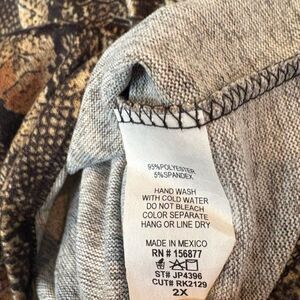 95%POLYESTER
5%SPANDEX
HAND WASH
WITH COLD WATER
DO NOT BLEACH
COLOR SEPARATE
HANG OR LINE DRY
MADE IN MEXICO
RN # 156877
ST# JP4396
CUT# RK2129
2X